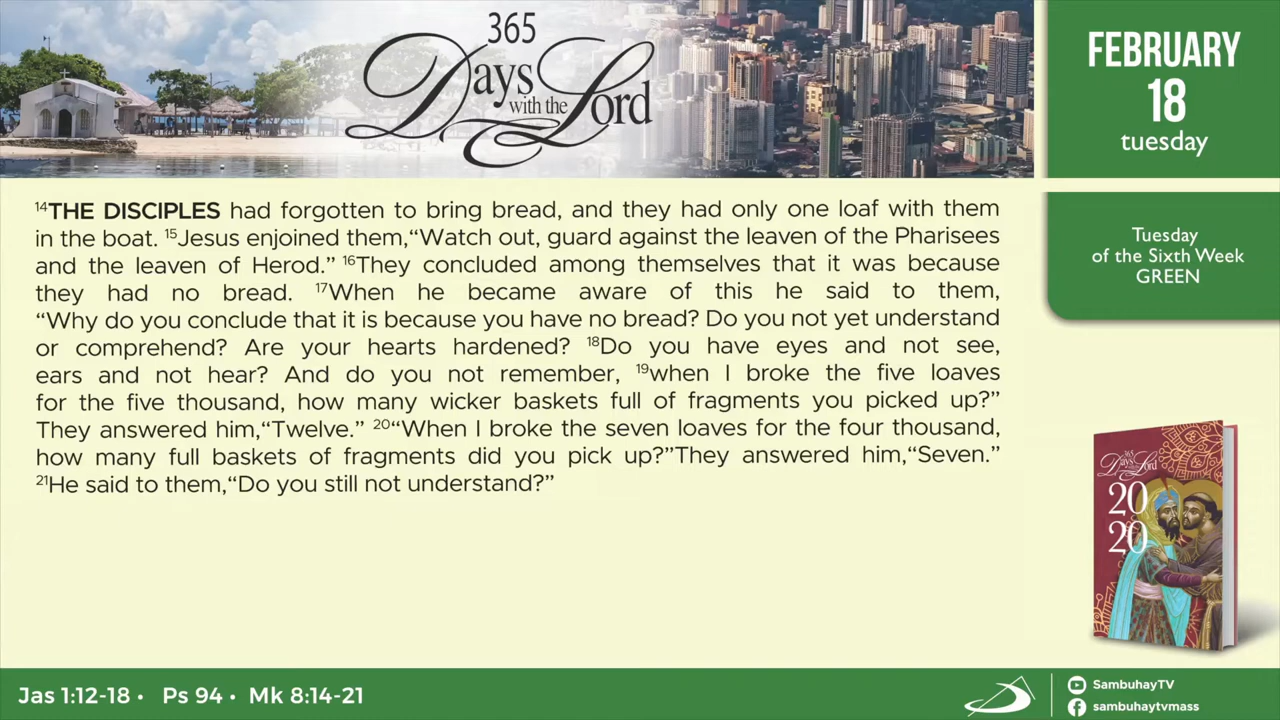 365
Days with the Lord
FEBRUARY
18
tuesday
14THE DISCIPLES had forgotten to bring bread, and they had only one loaf with them
in the boat. 15Jesus enjoined them,“Watch out, guard against the leaven of the Pharisees
and the leaven of Herod.” 16They concluded among themselves that it was because
they had no bread. 17When he became aware of this he said to them,
“Why do you conclude that it is because you have no bread? Do you not yet understand
or comprehend? Are your hearts hardened? 18Do you have eyes and not see,
ears and not hear? And do you not remember, 19when I broke the five loaves
for the five thousand, how many wicker baskets full of fragments you picked up?”
They answered him,“Twelve.” 20“When I broke the seven loaves for the four thousand,
how many full baskets of fragments did you pick up?”They answered him,“Seven.”
21He said to them,“Do you still not understand?”
Tuesday
of the Sixth Week
GREEN
365
Days with the Lord
20
20
Jas 1:12-18 • Ps 94 • Mk 8:14-21
SambuhayTV
sambuhaytvmass